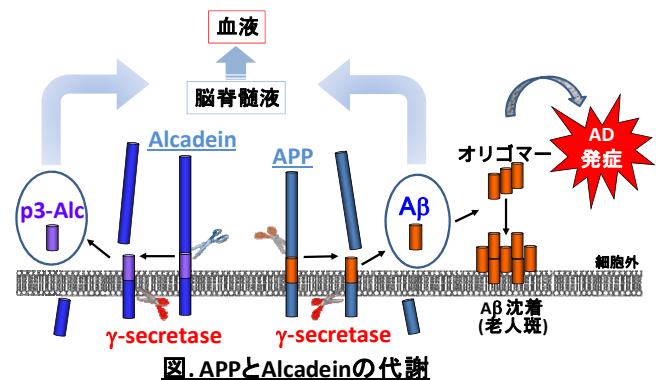 血液
脳脊髄液
Alcadein
APP
p3-Alc
Aβ
オリゴマー
AD
発症
細胞外
Aβ 沈着
(老人斑)
γ-secretase
γ-secretase
図. APPとAlcadeinの代謝